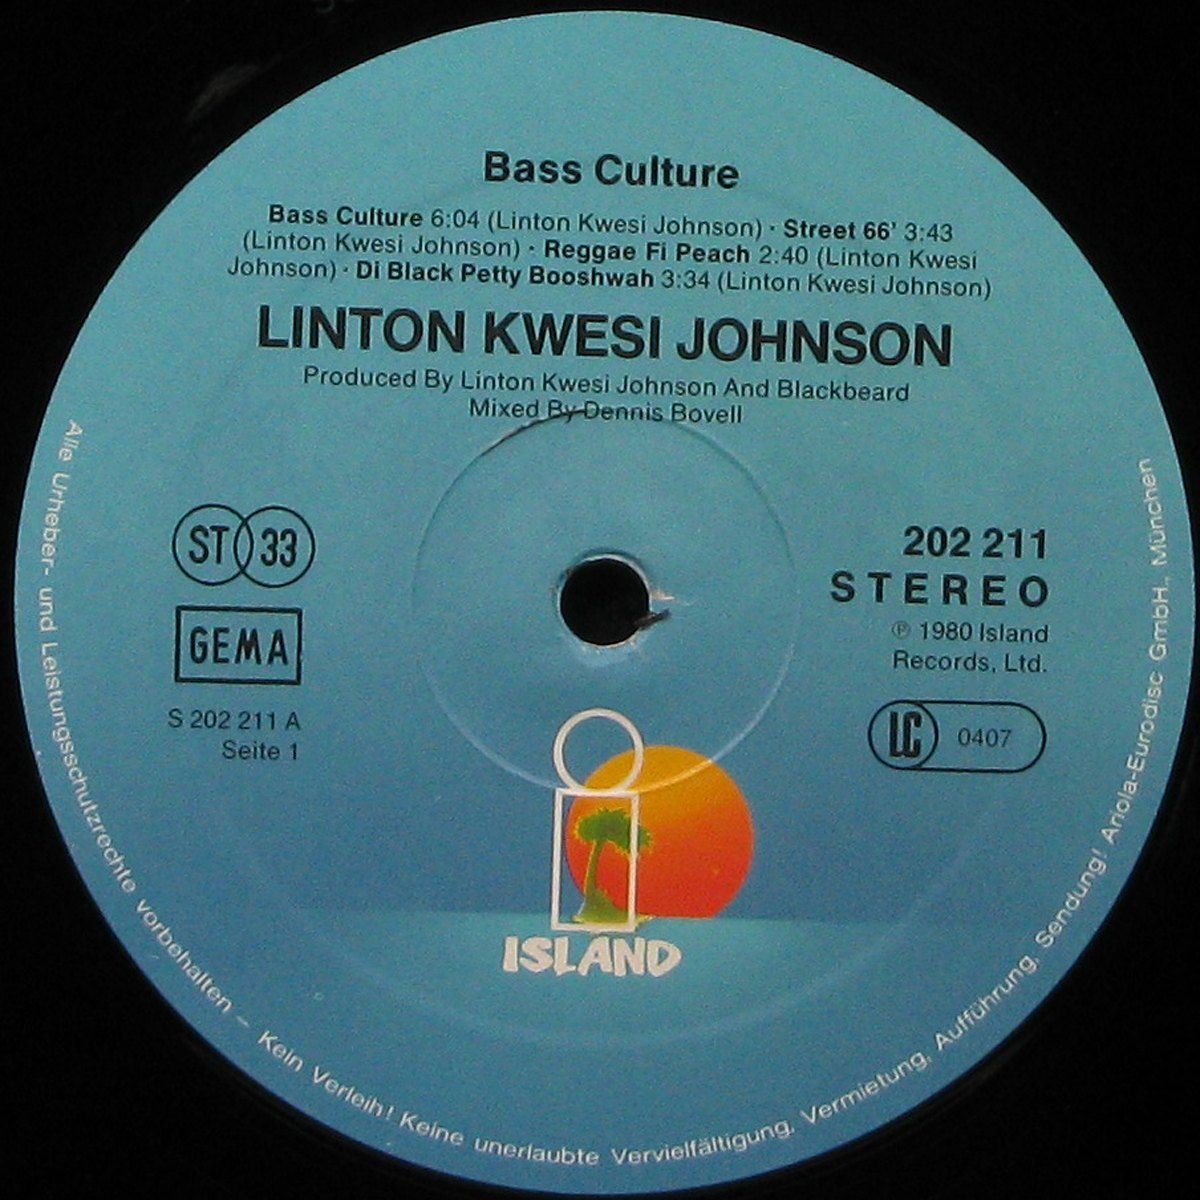 Bass Culture
Bass Culture 6:04 (Linton Kwesi Johnson) · Street 66' 3:43
(Linton Kwesi Johnson) · Reggae Fi Peach 2:40 (Linton Kwesi
Johnson) · Di Black Petty Booshwah 3:34 (Linton Kwesi Johnson)
LINTON KWESI JOHNSON
Produced By Linton Kwesi Johnson And Blackbeard
Mixed By Dennis Bovell
ST 33
GEMA
S 202 211 A
Seite 1
202 211
STEREO
℗ 1980 Island
Records, Ltd.
LC 0407
ISLAND
Alle Urheber- und Leistungsschutzrechte vorbehalten – Kein Verleih! Keine unerlaubte Vervielfältigung, Vermietung, Aufführung, Sendung! Ariola-Eurodisc GmbH., München